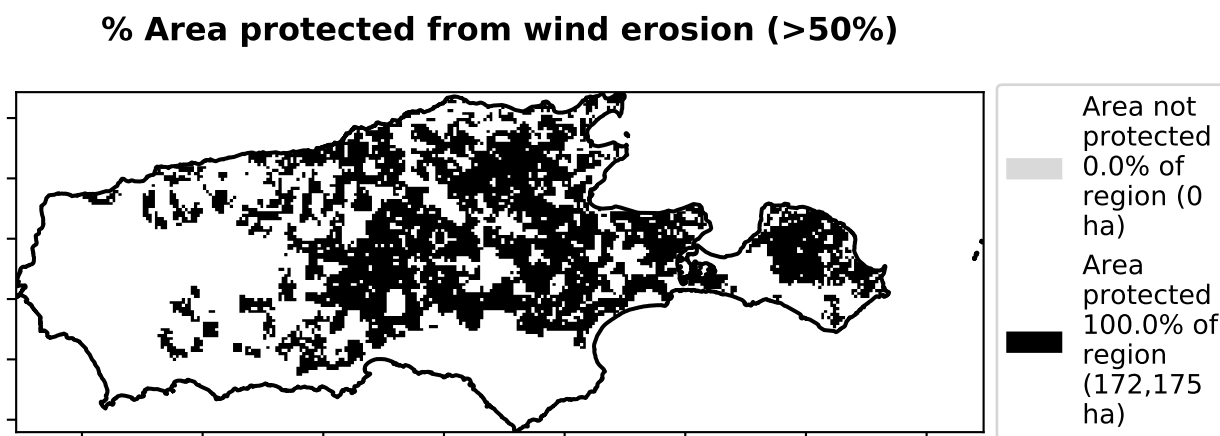 % Area protected from wind erosion (>50%)
Area not
protected
0.0% of
region (0
ha)
Area
protected
100.0% of
region
(172,175
ha)